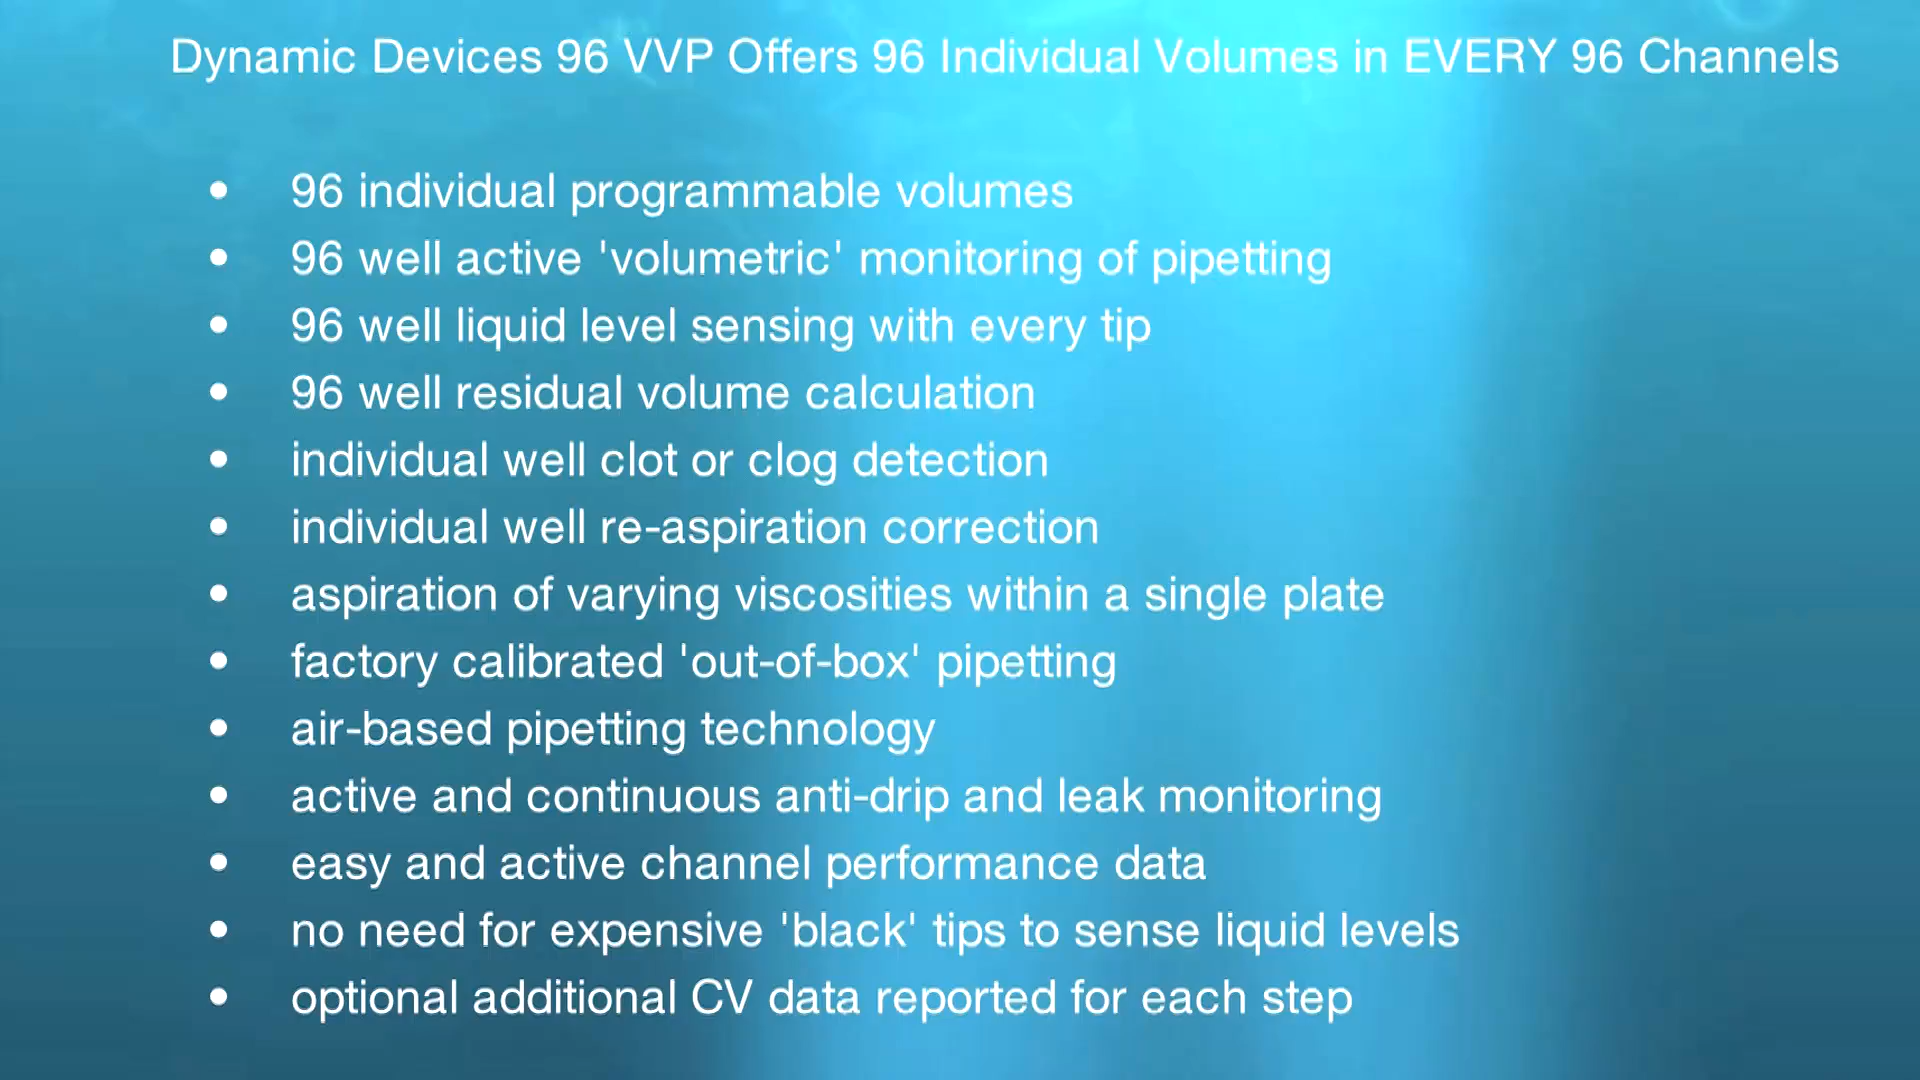 Dynamic Devices 96 VVP Offers 96 Individual Volumes in EVERY 96 Channels
• 96 individual programmable volumes
• 96 well active 'volumetric' monitoring of pipetting
• 96 well liquid level sensing with every tip
• 96 well residual volume calculation
• individual well clot or clog detection
• individual well re-aspiration correction
• aspiration of varying viscosities within a single plate
• factory calibrated 'out-of-box' pipetting
• air-based pipetting technology
• active and continuous anti-drip and leak monitoring
• easy and active channel performance data
• no need for expensive 'black' tips to sense liquid levels
• optional additional CV data reported for each step